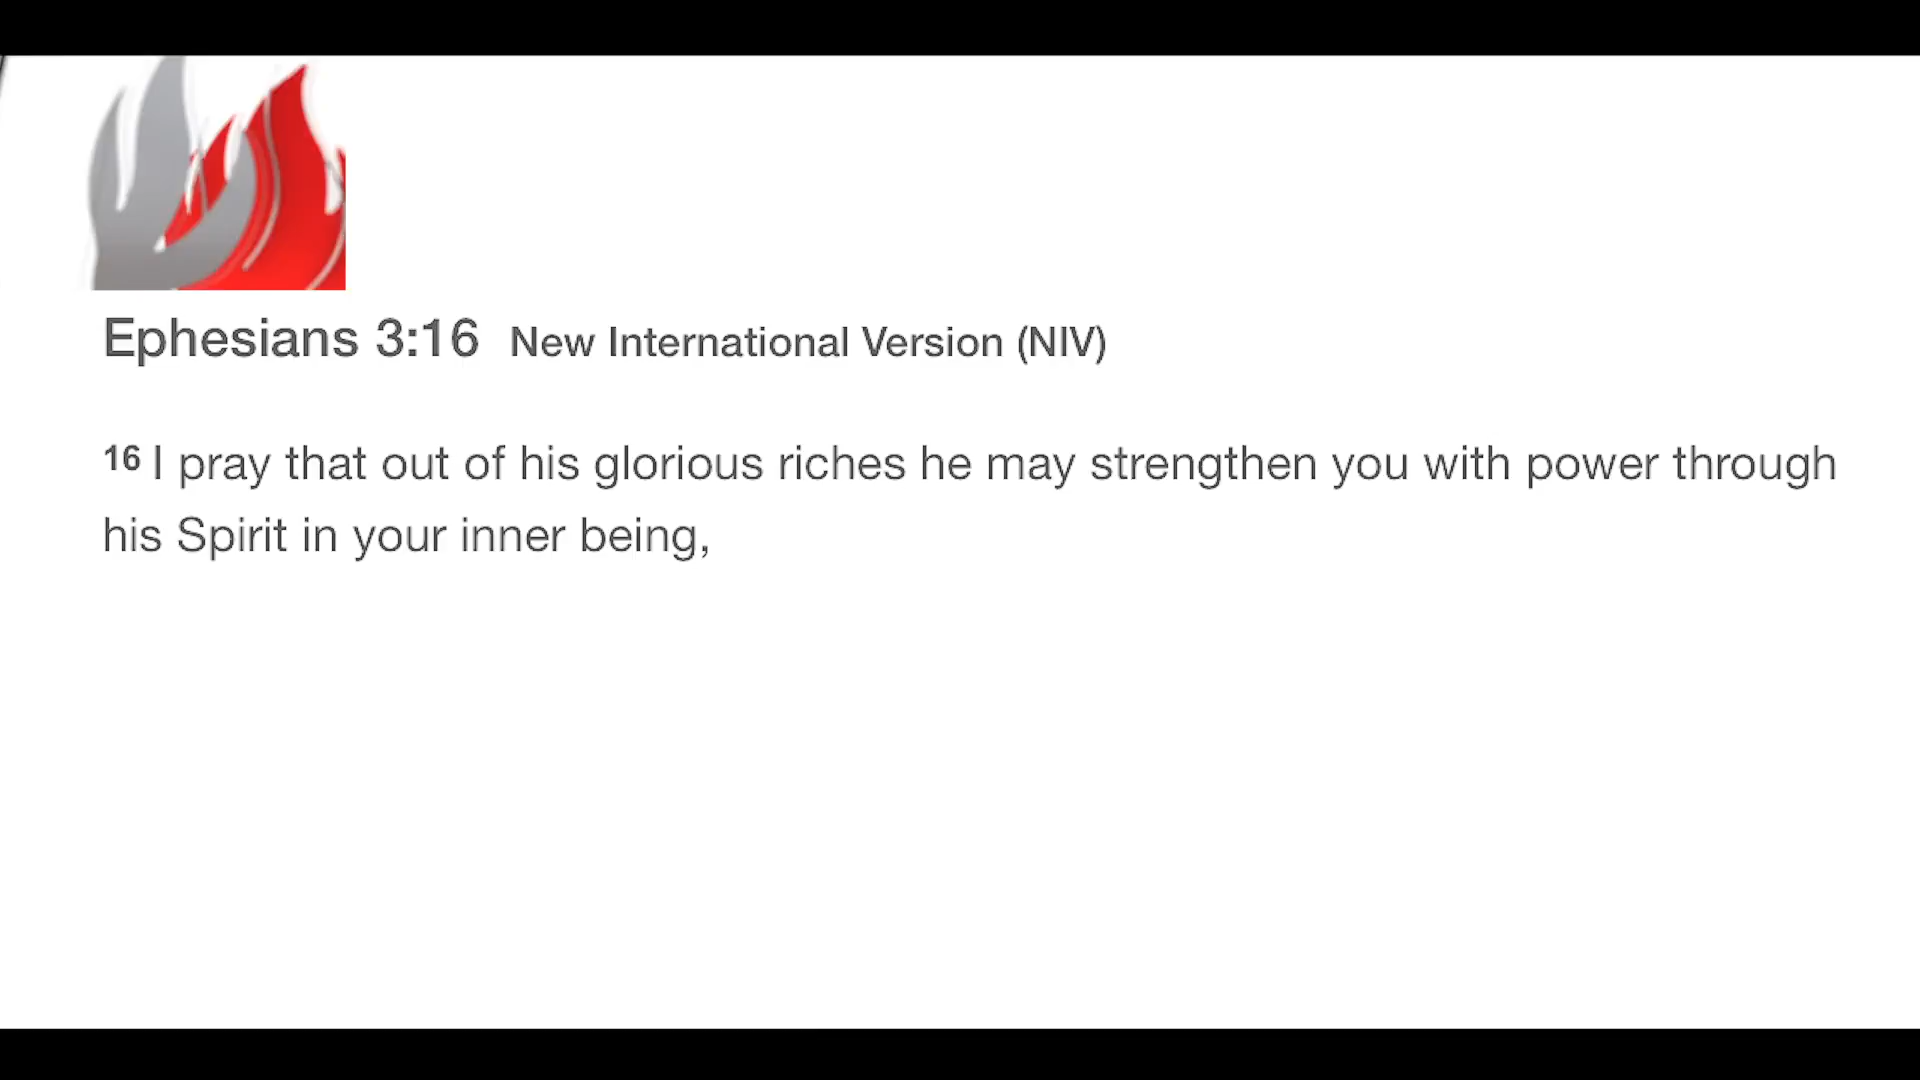 Ephesians 3:16 New International Version (NIV)
16 I pray that out of his glorious riches he may strengthen you with power through
his Spirit in your inner being,